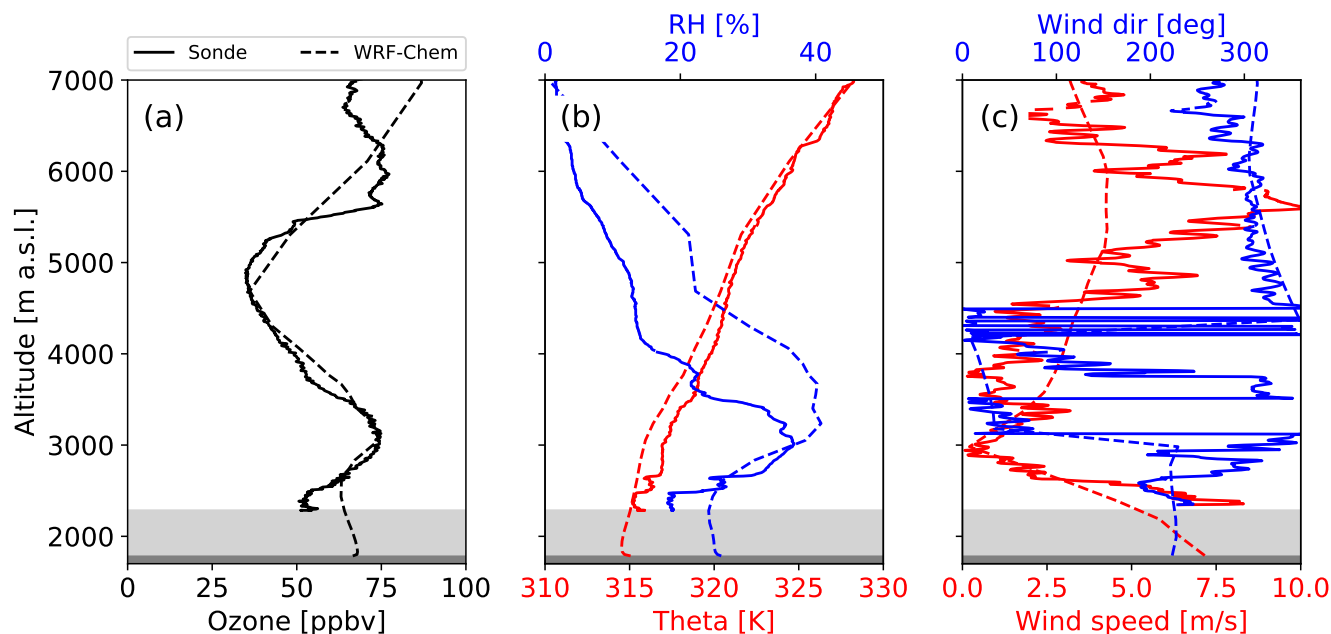 Sonde WRF-Chem
RH [%]
Wind dir [deg]
0 20 40
0 100 200 300
(a)
(b)
(c)
7000
6000
5000
4000
3000
2000
Altitude [m a.s.l.]
0 25 50 75 100
Ozone [ppbv]
310 315 320 325 330
Theta [K]
0.0 2.5 5.0 7.5 10.0
Wind speed [m/s]